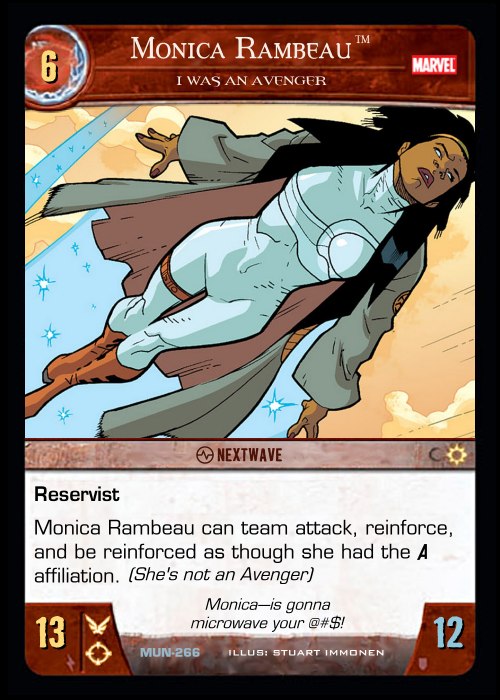 6
MONICA RAMBEAU™
I WAS AN AVENGER
MARVEL
NEXTWAVE
Reservist
Monica Rambeau can team attack, reinforce,
and be reinforced as though she had the A
affiliation. (She's not an Avenger)
Monica—is gonna
microwave your @#$!
13
MUN-266
ILLUS: STUART IMMONEN
12